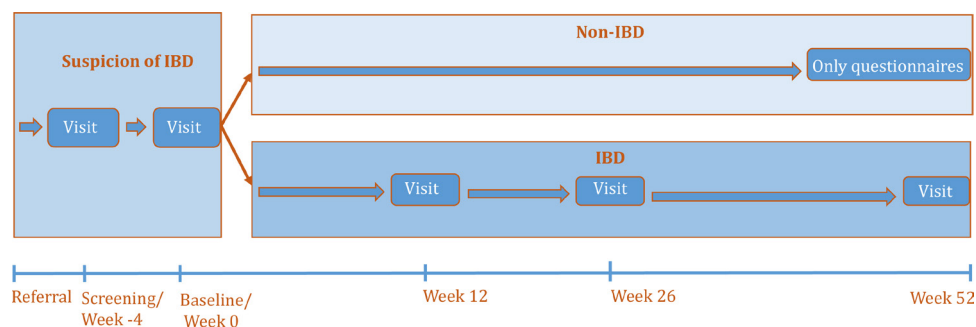 Suspicion of IBD
Visit
Visit
Non-IBD
Only questionnaires
IBD
Visit
Visit
Visit
Referral
Screening/
Week -4
Baseline/
Week 0
Week 12
Week 26
Week 52